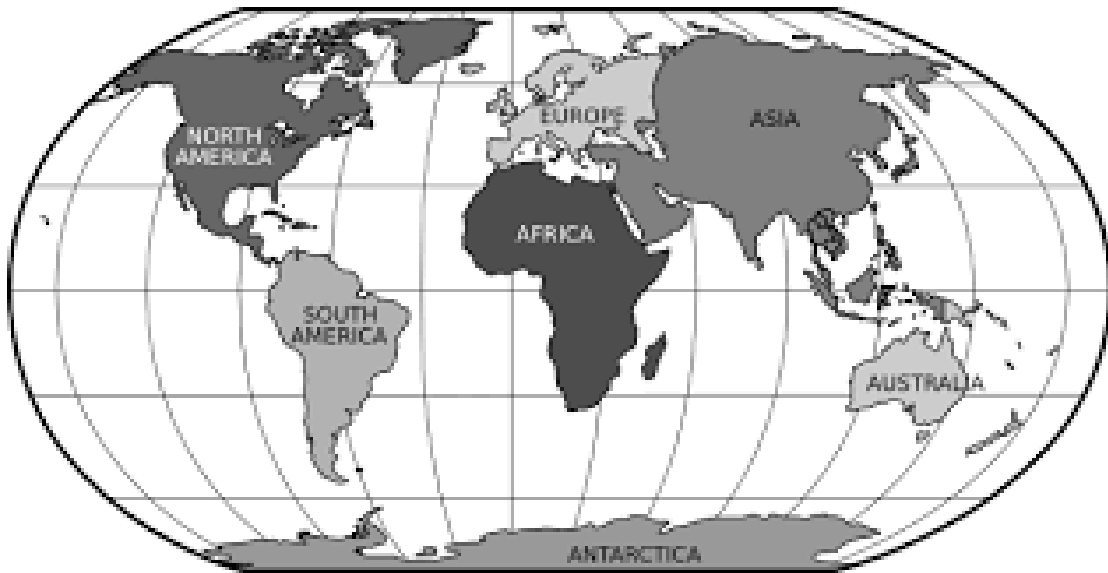 NORTH
AMERICA
EUROPE
ASIA
AFRICA
SOUTH
AMERICA
AUSTRALIA
ANTARCTICA